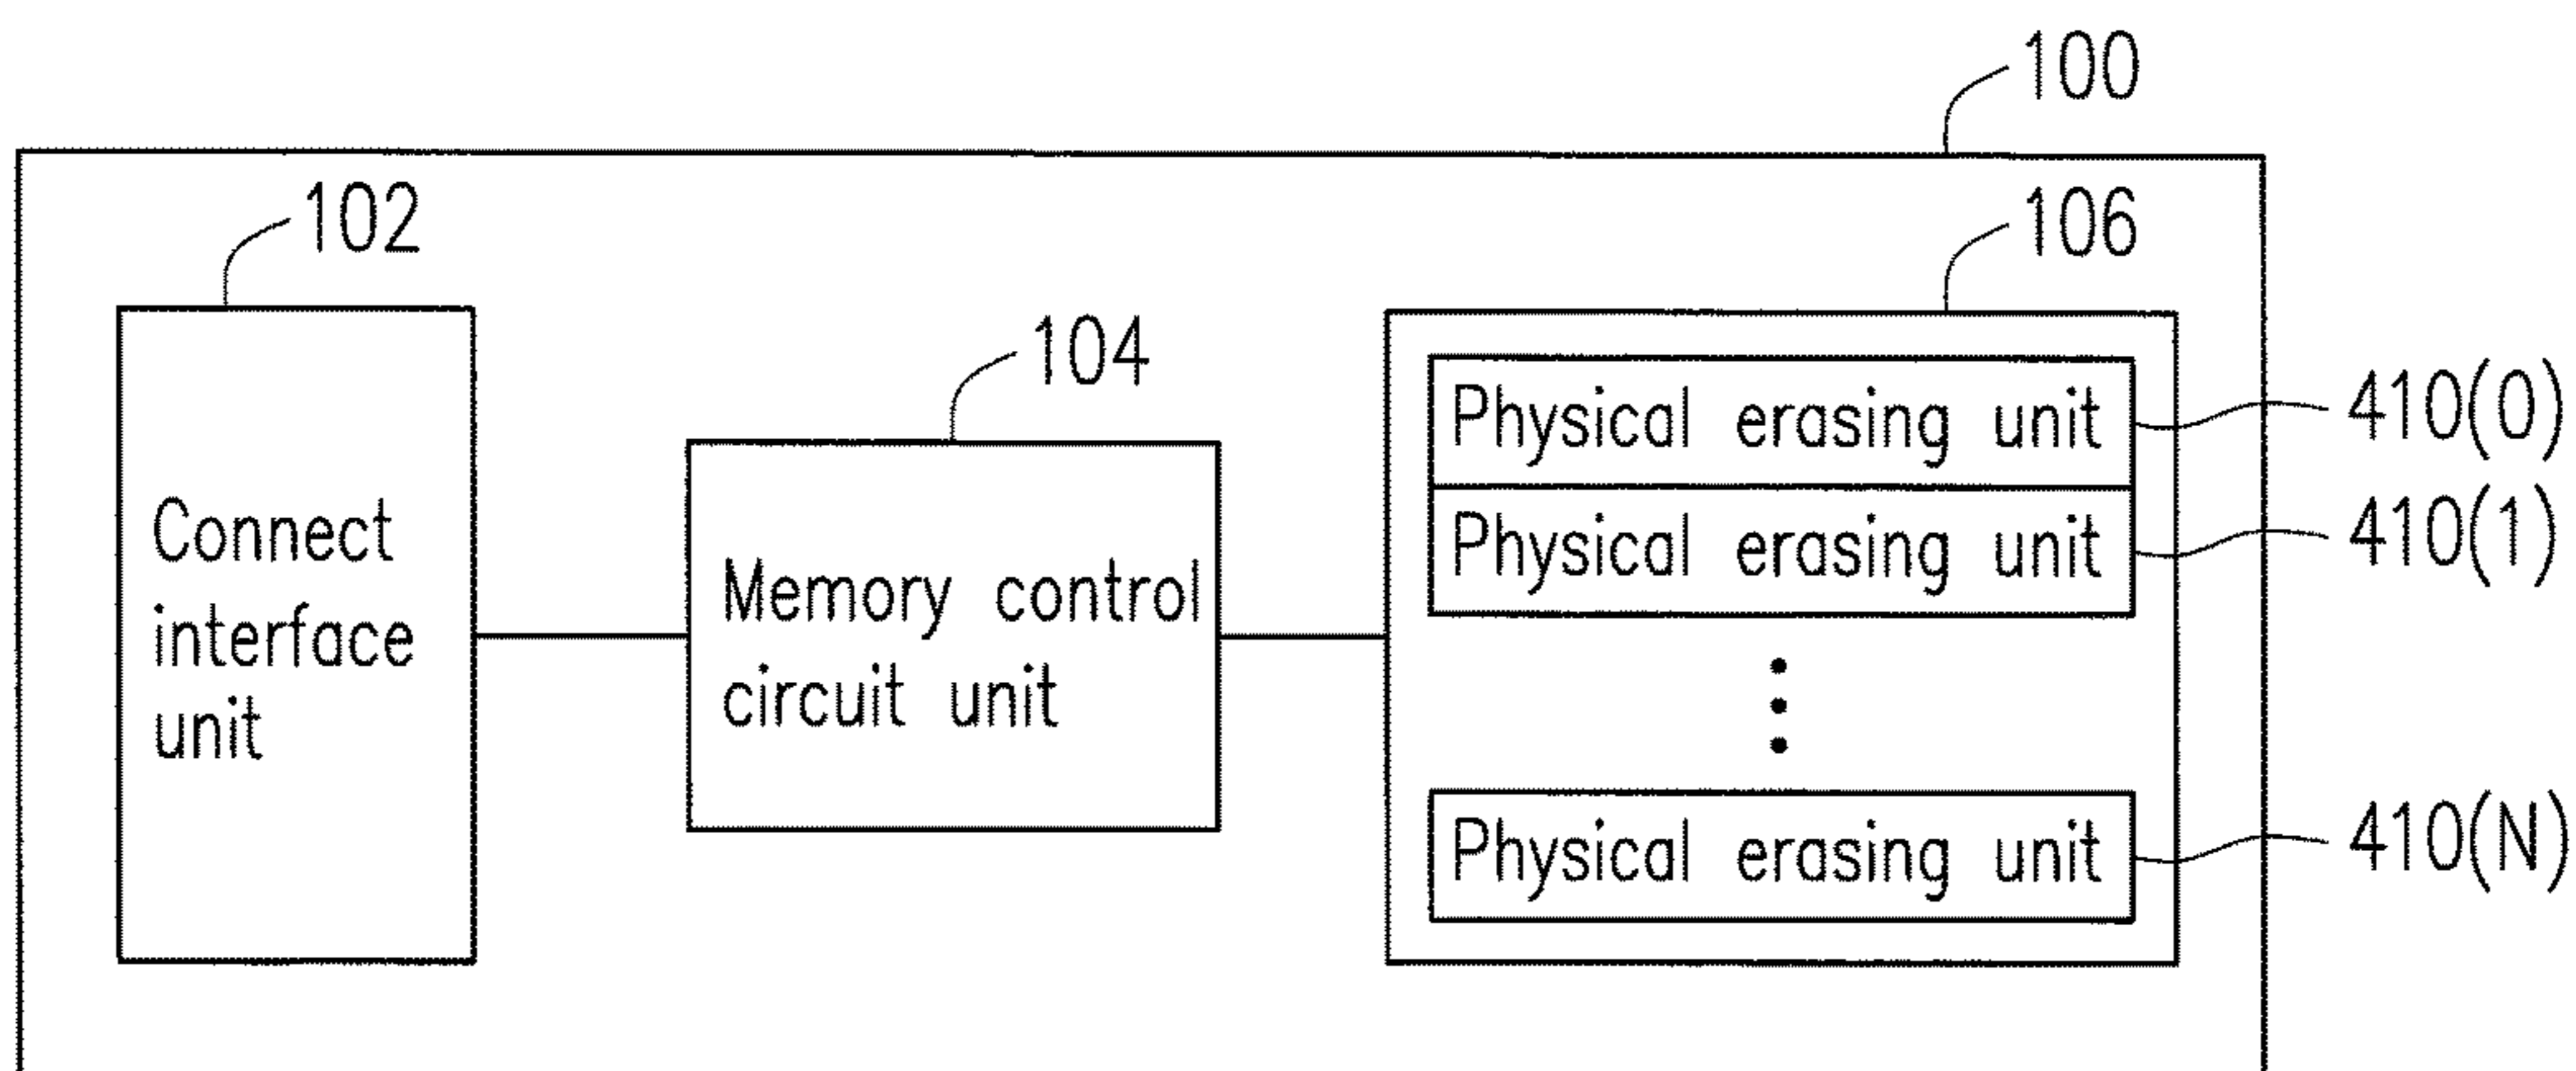 100
102
106
104
Physical erasing unit
410(0)
Physical erasing unit
410(1)
Connect
interface
unit
Memory control
circuit unit
Physical erasing unit
410(N)